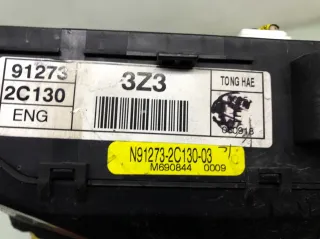 91273
2C130
ENG
3Z3
TONG HAE
N91273-2C130-03
M690844 0009